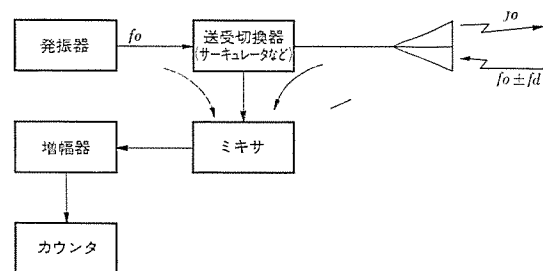 発振器
fo
送受切換器
(サーキュレータなど)
fo
fo±fd
増幅器
ミキサ
カウンタ